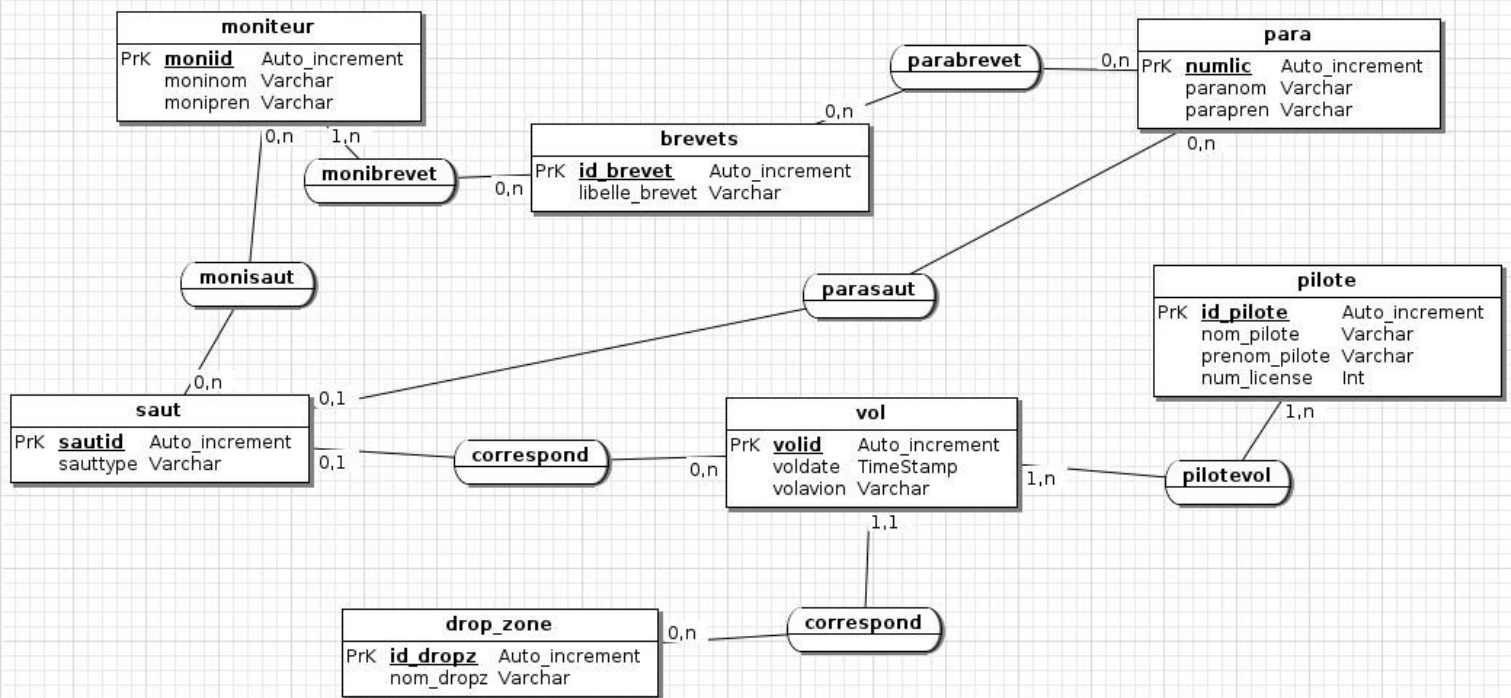 moniteur
PrK moniid Auto_increment
moninom Varchar
monipren Varchar
0,n
1,n
monibrevet
0,n
brevets
PrK id_brevet Auto_increment
libelle_brevet Varchar
0,n
parabrevet
0,n
para
PrK numlic Auto_increment
paranom Varchar
parapren Varchar
0,n
monisaut
0,n
parasaut
0,1
pilote
PrK id_pilote Auto_increment
nom_pilote Varchar
prenom_pilote Varchar
num_license Int
1,n
saut
PrK sautid Auto_increment
sauttype Varchar
0,1
correspond
0,n
vol
PrK volid Auto_increment
voldate TimeStamp
volavion Varchar
1,n
pilotevol
1,1
correspond
0,n
drop_zone
PrK id_dropz Auto_increment
nom_dropz Varchar